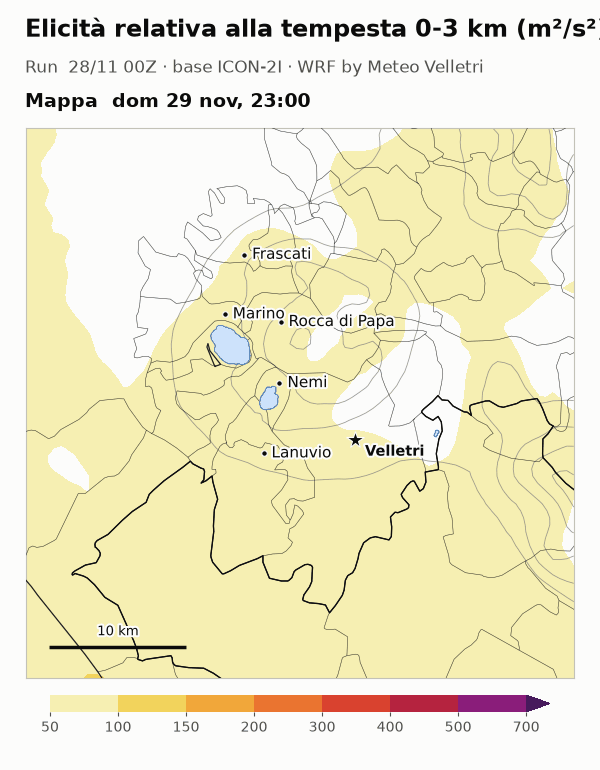 Elicità relativa alla tempesta 0-3 km (m²/s²)
Run  28/11 00Z · base ICON-2I · WRF by Meteo Velletri
Mappa  dom 29 nov, 23:00
Frascati
Marino
Rocca di Papa
Nemi
Velletri
Lanuvio
10 km
50 100 150 200 300 400 500 700